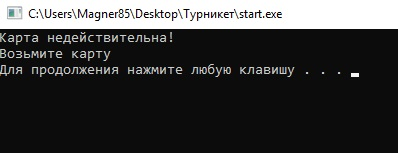 C:\Users\Magner85\Desktop\Турникет\start.exe
Карта недействительна!
Возьмите карту
Для продолжения нажмите любую клавишу . . .